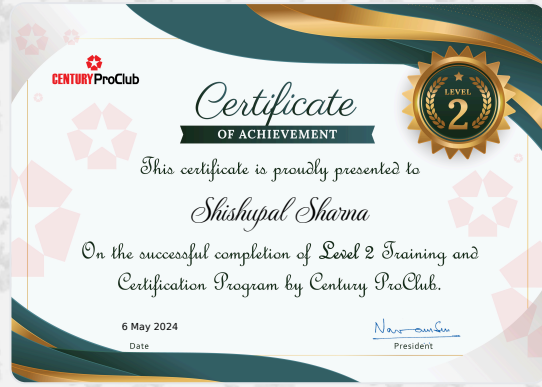 CENTURY ProClub
Certificate
OF ACHIEVEMENT
LEVEL
2
This certificate is proudly presented to
Shishupal Sharna
On the successful completion of Level 2 Training and
Certification Program by Century ProClub.
6 May 2024
Date
President